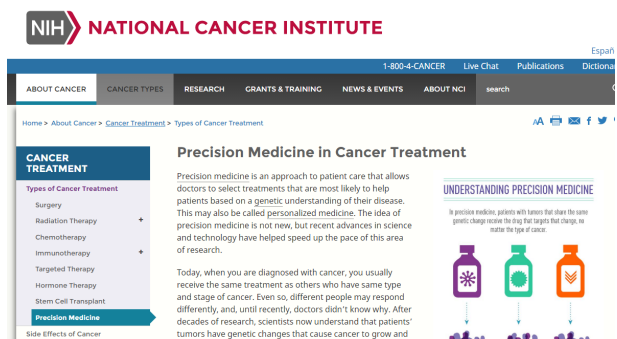 NIH NATIONAL CANCER INSTITUTE
Españ
1-800-4-CANCER Live Chat Publications Dictionar
ABOUT CANCER CANCER TYPES RESEARCH GRANTS & TRAINING NEWS & EVENTS ABOUT NCI search
Home > About Cancer > Cancer Treatment > Types of Cancer Treatment
AA
CANCER
TREATMENT
Types of Cancer Treatment
Surgery
Radiation Therapy +
Chemotherapy
Immunotherapy +
Targeted Therapy
Hormone Therapy
Stem Cell Transplant
Precision Medicine
Side Effects of Cancer
Precision Medicine in Cancer Treatment
Precision medicine is an approach to patient care that allows
doctors to select treatments that are most likely to help
patients based on a genetic understanding of their disease.
This may also be called personalized medicine. The idea of
precision medicine is not new, but recent advances in science
and technology have helped speed up the pace of this area
of research.
Today, when you are diagnosed with cancer, you usually
receive the same treatment as others who have same type
and stage of cancer. Even so, different people may respond
differently, and, until recently, doctors didn't know why. After
decades of research, scientists now understand that patients'
tumors have genetic changes that cause cancer to grow and
UNDERSTANDING PRECISION MEDICINE
In precision medicine, patients with tumors that share the same
genetic change receive the drug that targets that change, no
matter the type of cancer.